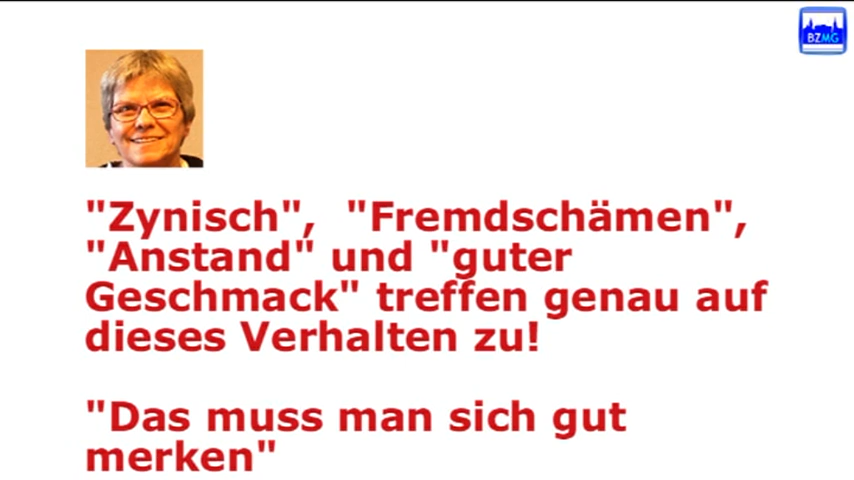 BZMG
"Zynisch", "Fremdschämen",
"Anstand" und "guter
Geschmack" treffen genau auf
dieses Verhalten zu!
"Das muss man sich gut
merken"